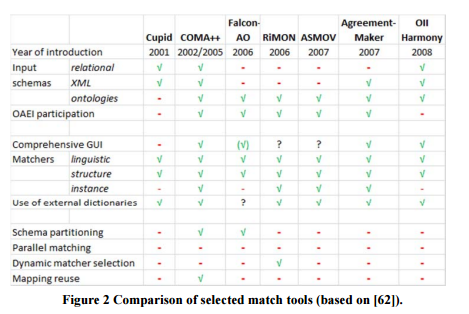 Falcon- Agreement- OII
Cupid COMA++ AO RiMON ASMOV Maker Harmony
Year of introduction 2001 2002/2005 2006 2006 2007 2007 2008
Input relational √ √ - - - - √
schemas XML √ √ - - - √ √
ontologies - √ √ √ √ √ √
OAEI participation - √ √ √ √ √ -
Comprehensive GUI - √ (√) ? ? √ √
Matchers linguistic √ √ √ √ √ √ √
structure √ √ √ √ √ √ √
instance - √ - √ √ √ -
Use of external dictionaries √ √ ? √ √ √ √
Schema partitioning - √ √ - - - -
Parallel matching - - - - - - -
Dynamic matcher selection - - - √ - - -
Mapping reuse - √ - - - - -
Figure 2 Comparison of selected match tools (based on [62]).